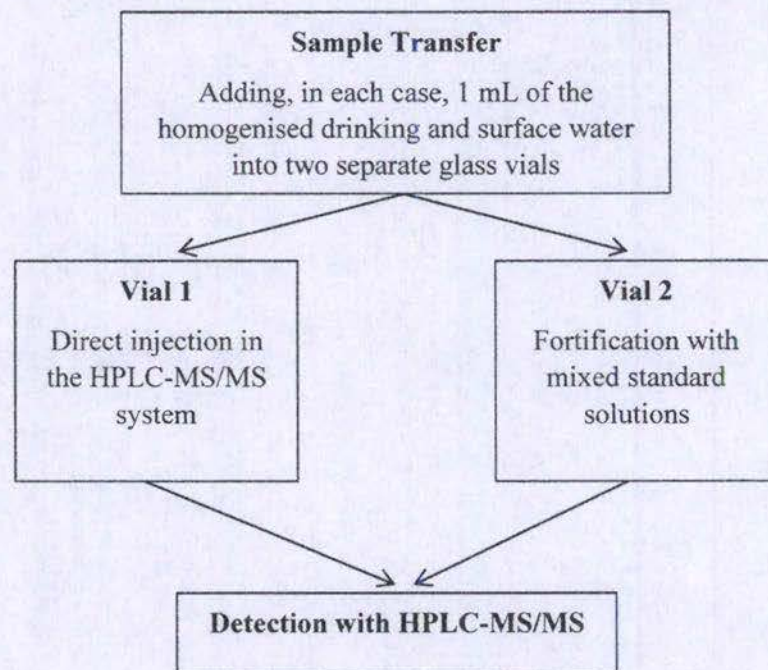 Sample Transfer
Adding, in each case, 1 mL of the
homogenised drinking and surface water
into two separate glass vials
Vial 1
Direct injection in
the HPLC-MS/MS
system
Vial 2
Fortification with
mixed standard
solutions
Detection with HPLC-MS/MS